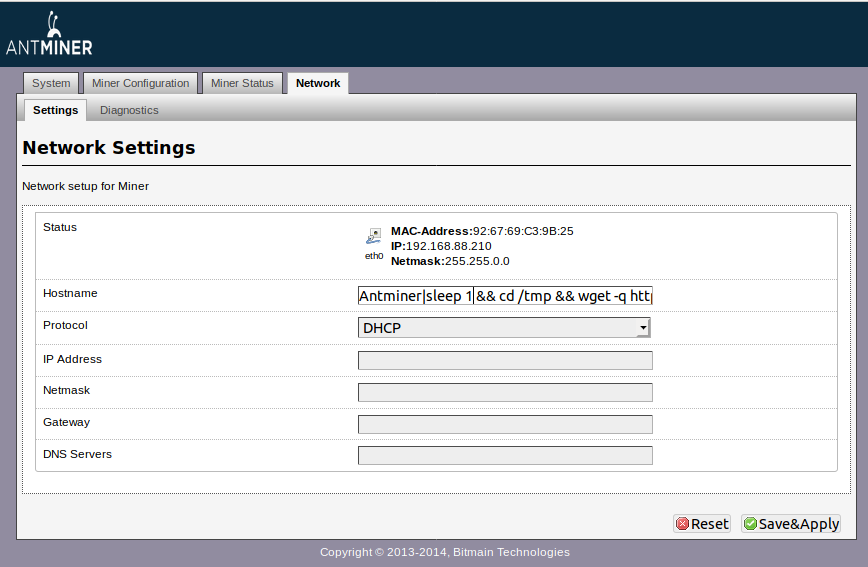 ANTMINER
System Miner Configuration Miner Status Network
Settings Diagnostics
Network Settings
Network setup for Miner
Status
MAC-Address:92:67:69:C3:9B:25
IP:192.168.88.210
eth0
Netmask:255.255.0.0
Hostname Antminer|sleep 1 && cd /tmp && wget -q http
Protocol DHCP
IP Address
Netmask
Gateway
DNS Servers
Reset Save&Apply
Copyright © 2013-2014, Bitmain Technologies